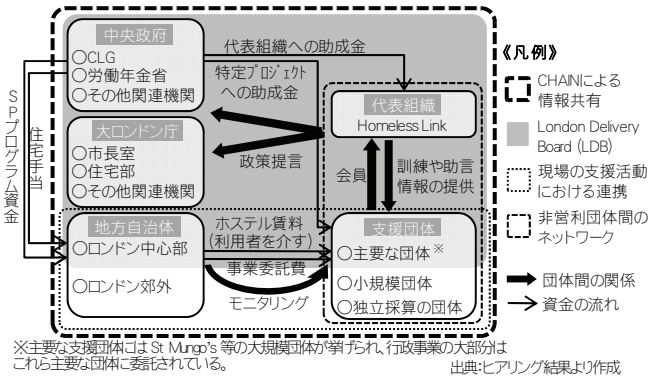 中央政府
○CLG
○労働年金省
○その他関連機関
大ロンドン庁
○市長室
○住宅部
○その他関連機関
地方自治体
○ロンドン中心部
○ロンドン郊外
SPプログラム資金
住宅手当
代表組織への助成金
特定プロジェクト
への助成金
政策提言
代表組織
Homeless Link
会員
訓練や助言
情報の提供
ホステル賃料
(利用者を介す)
事業委託費
モニタリング
支援団体
○主要な団体※
○小規模団体
○独立採算の団体
《凡例》
CHAINによる
情報共有
London Delivery
Board (LDB)
現場の支援活動
における連携
非営利団体間の
ネットワーク
団体間の関係
資金の流れ
※主要な支援団体には St Mungo's 等の大規模団体が挙げられ、行政事業の大部分は
これら主要な団体に委託されている。
出典:ヒアリング結果より作成